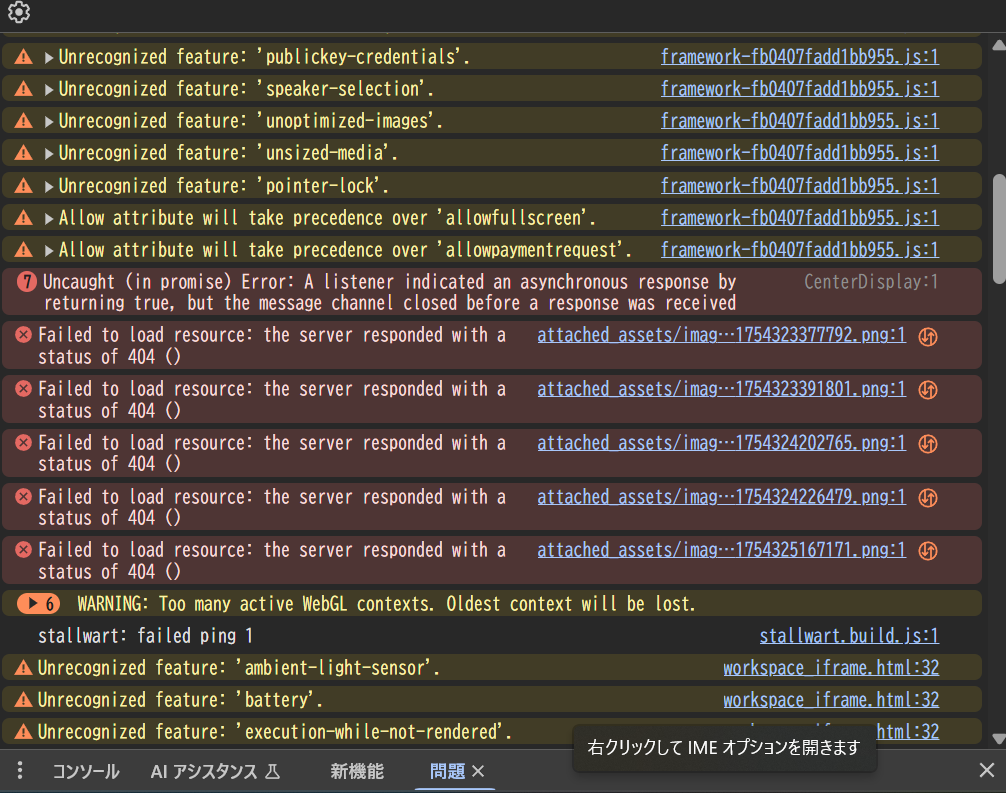 Unrecognized feature: 'publickey-credentials'. framework-fb0407fadd1bb955.js:1
Unrecognized feature: 'speaker-selection'. framework-fb0407fadd1bb955.js:1
Unrecognized feature: 'unoptimized-images'. framework-fb0407fadd1bb955.js:1
Unrecognized feature: 'unsized-media'. framework-fb0407fadd1bb955.js:1
Unrecognized feature: 'pointer-lock'. framework-fb0407fadd1bb955.js:1
Allow attribute will take precedence over 'allowfullscreen'. framework-fb0407fadd1bb955.js:1
Allow attribute will take precedence over 'allowpaymentrequest'. framework-fb0407fadd1bb955.js:1
7 Uncaught (in promise) Error: A listener indicated an asynchronous response by CenterDisplay:1
returning true, but the message channel closed before a response was received
Failed to load resource: the server responded with a attached_assets/imag…1754323377792.png:1
status of 404 ()
Failed to load resource: the server responded with a attached_assets/imag…1754323391801.png:1
status of 404 ()
Failed to load resource: the server responded with a attached_assets/imag…1754324202765.png:1
status of 404 ()
Failed to load resource: the server responded with a attached_assets/imag…1754324226479.png:1
status of 404 ()
Failed to load resource: the server responded with a attached_assets/imag…1754325167171.png:1
status of 404 ()
6 WARNING: Too many active WebGL contexts. Oldest context will be lost.
stallwart: failed ping 1 stallwart.build.js:1
Unrecognized feature: 'ambient-light-sensor'. workspace_iframe.html:32
Unrecognized feature: 'battery'. workspace_iframe.html:32
Unrecognized feature: 'execution-while-not-rendered'. html:32
右クリックして IME オプションを開きます
コンソール AI アシスタンス 新機能 問題